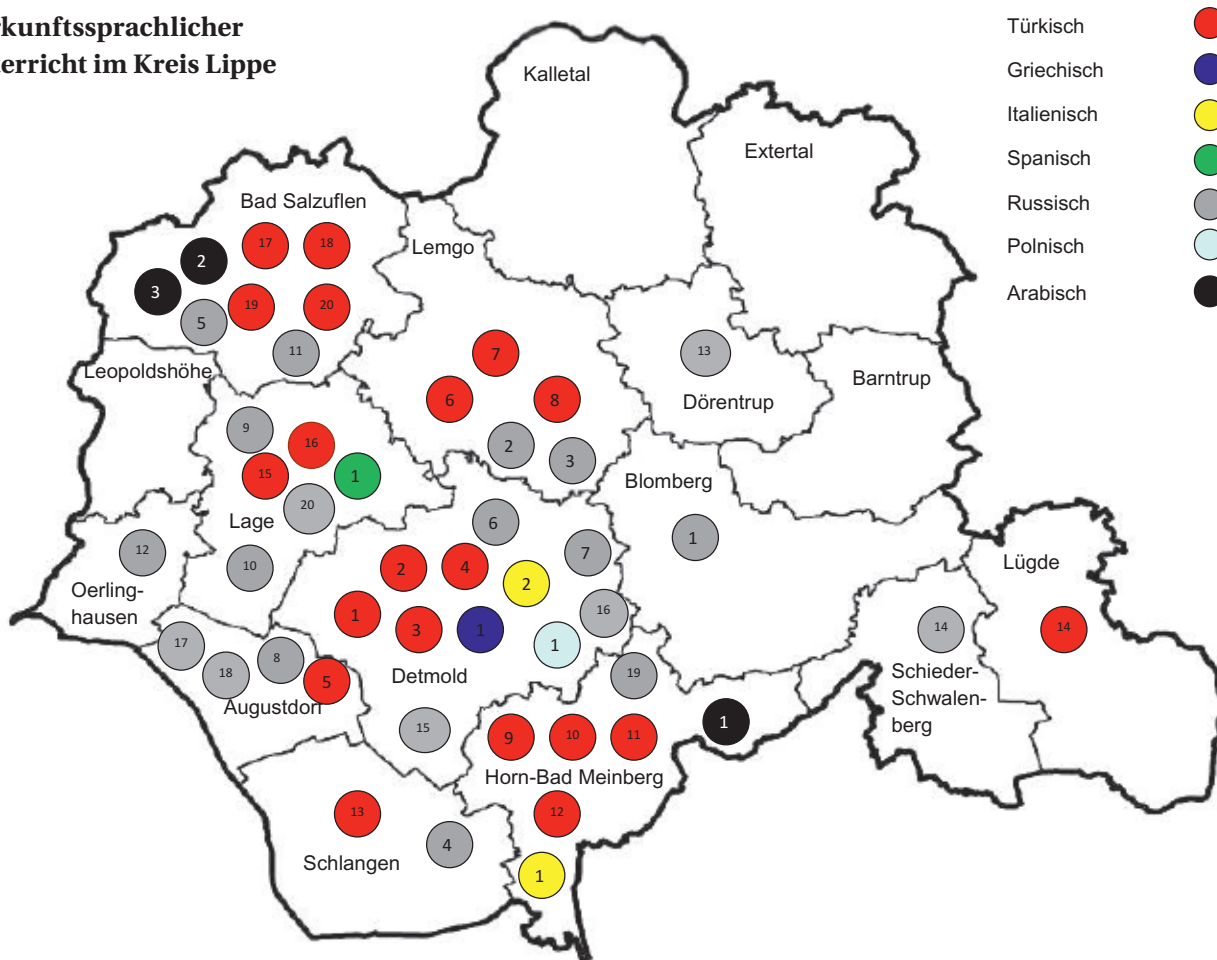 rkunftssprachlicher
erricht im Kreis Lippe
Türkisch
Griechisch
Italienisch
Spanisch
Russisch
Polnisch
Arabisch
Kalletal
Extertal
Bad Salzuflen
17
18
2
3
19
20
5
11
Lemgo
7
6
8
2
3
13
Dörentrup
Barntrup
Leopoldshöhe
9
16
15
1
20
Lage
10
Blomberg
1
12
Oerling-
hausen
6
7
2
4
2
1
3
1
1
16
Detmold
15
17
18
8
5
Augustdorf
19
9
10
11
1
Horn-Bad Meinberg
12
1
13
4
Schlangen
14
Schieder-
Schwalen-
berg
Lügde
14